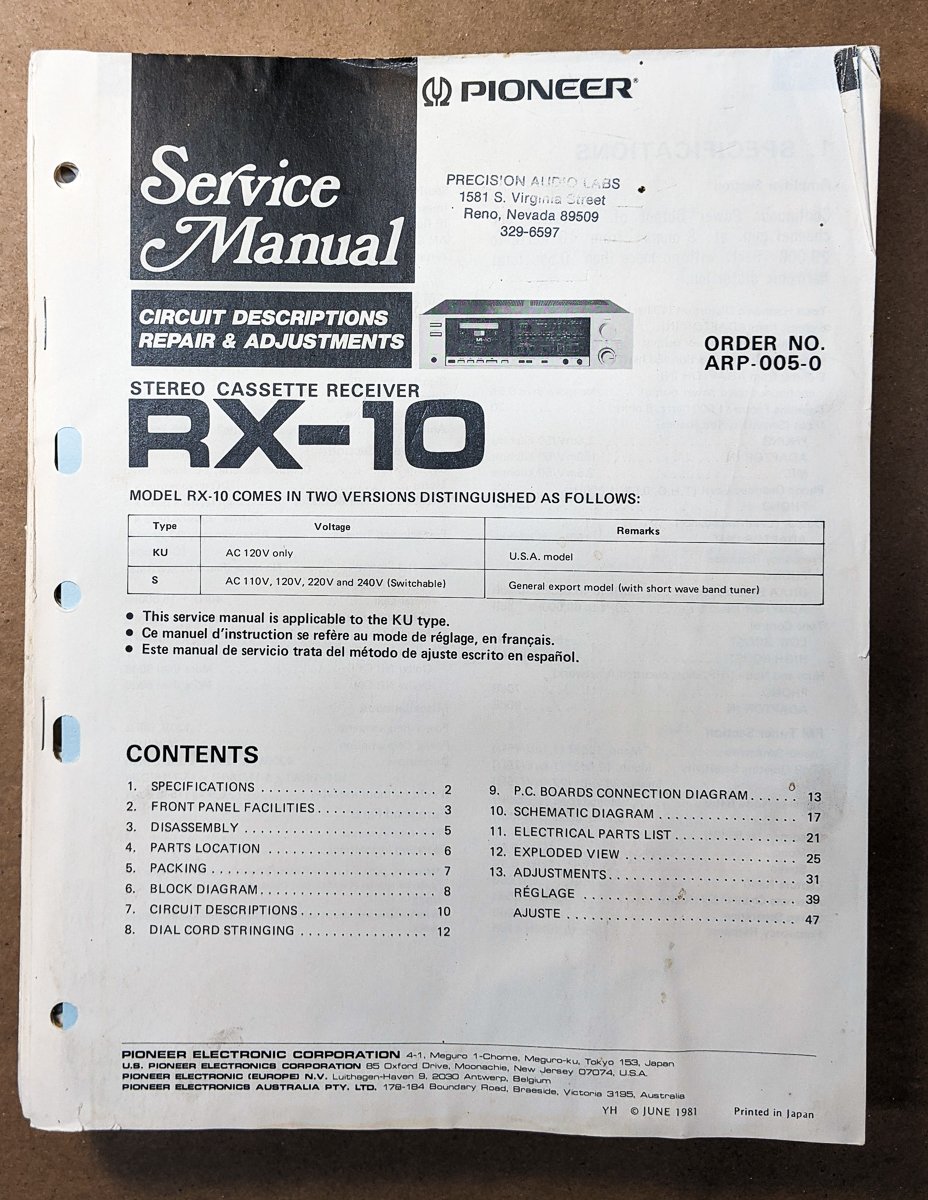 PIONEER®
Service
Manual
PRECISION AUDIO LABS
1581 S. Virginia Street
Reno, Nevada 89509
329-6597
CIRCUIT DESCRIPTIONS
REPAIR & ADJUSTMENTS
ORDER NO.
ARP-005-0
STEREO CASSETTE RECEIVER
RX-10
MODEL RX-10 COMES IN TWO VERSIONS DISTINGUISHED AS FOLLOWS:
Type Voltage Remarks
KU AC 120V only U.S.A. model
S AC 110V, 120V, 220V and 240V (Switchable) General export model (with short wave band tuner)
● This service manual is applicable to the KU type.
● Ce manuel d'instruction se refère au mode de réglage, en français.
● Este manual de servicio trata del método de ajuste escrito en español.
CONTENTS
1. SPECIFICATIONS . . . . . . . . . . . . . . . . . . . . . . 2
2. FRONT PANEL FACILITIES . . . . . . . . . . . . . . . 3
3. DISASSEMBLY . . . . . . . . . . . . . . . . . . . . . . . . 5
4. PARTS LOCATION . . . . . . . . . . . . . . . . . . . . . 6
5. PACKING . . . . . . . . . . . . . . . . . . . . . . . . . . . . 7
6. BLOCK DIAGRAM . . . . . . . . . . . . . . . . . . . . . . 8
7. CIRCUIT DESCRIPTIONS . . . . . . . . . . . . . . . . 10
8. DIAL CORD STRINGING . . . . . . . . . . . . . . . . 12
9. P.C. BOARDS CONNECTION DIAGRAM . . . . . . 13
10. SCHEMATIC DIAGRAM . . . . . . . . . . . . . . . . . 17
11. ELECTRICAL PARTS LIST . . . . . . . . . . . . . . . 21
12. EXPLODED VIEW . . . . . . . . . . . . . . . . . . . . . 25
13. ADJUSTMENTS . . . . . . . . . . . . . . . . . . . . . . . 31
RÉGLAGE . . . . . . . . . . . . . . . . . . . . . . . . . . 39
AJUSTE . . . . . . . . . . . . . . . . . . . . . . . . . . . . 47
PIONEER ELECTRONIC CORPORATION 4-1, Meguro 1-Chome, Meguro-ku, Tokyo 153, Japan
U.S. PIONEER ELECTRONICS CORPORATION 85 Oxford Drive, Moonachie, New Jersey 07074, U.S.A.
PIONEER ELECTRONIC (EUROPE) N.V. Luithagen-Haven 9, 2030 Antwerp, Belgium
PIONEER ELECTRONICS AUSTRALIA PTY. LTD. 178-184 Boundary Road, Braeside, Victoria 3195, Australia
YH © JUNE 1981 Printed in Japan